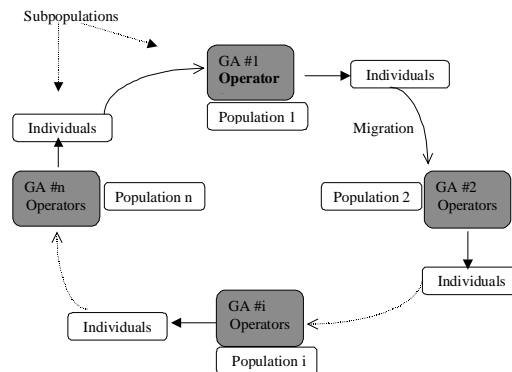 Subpopulations
GA #1
Operator
Individuals
Population 1
Individuals
Migration
GA #n
Operators
Population n
Population 2
GA #2
Operators
Individuals
GA #i
Operators
Individuals
Population i